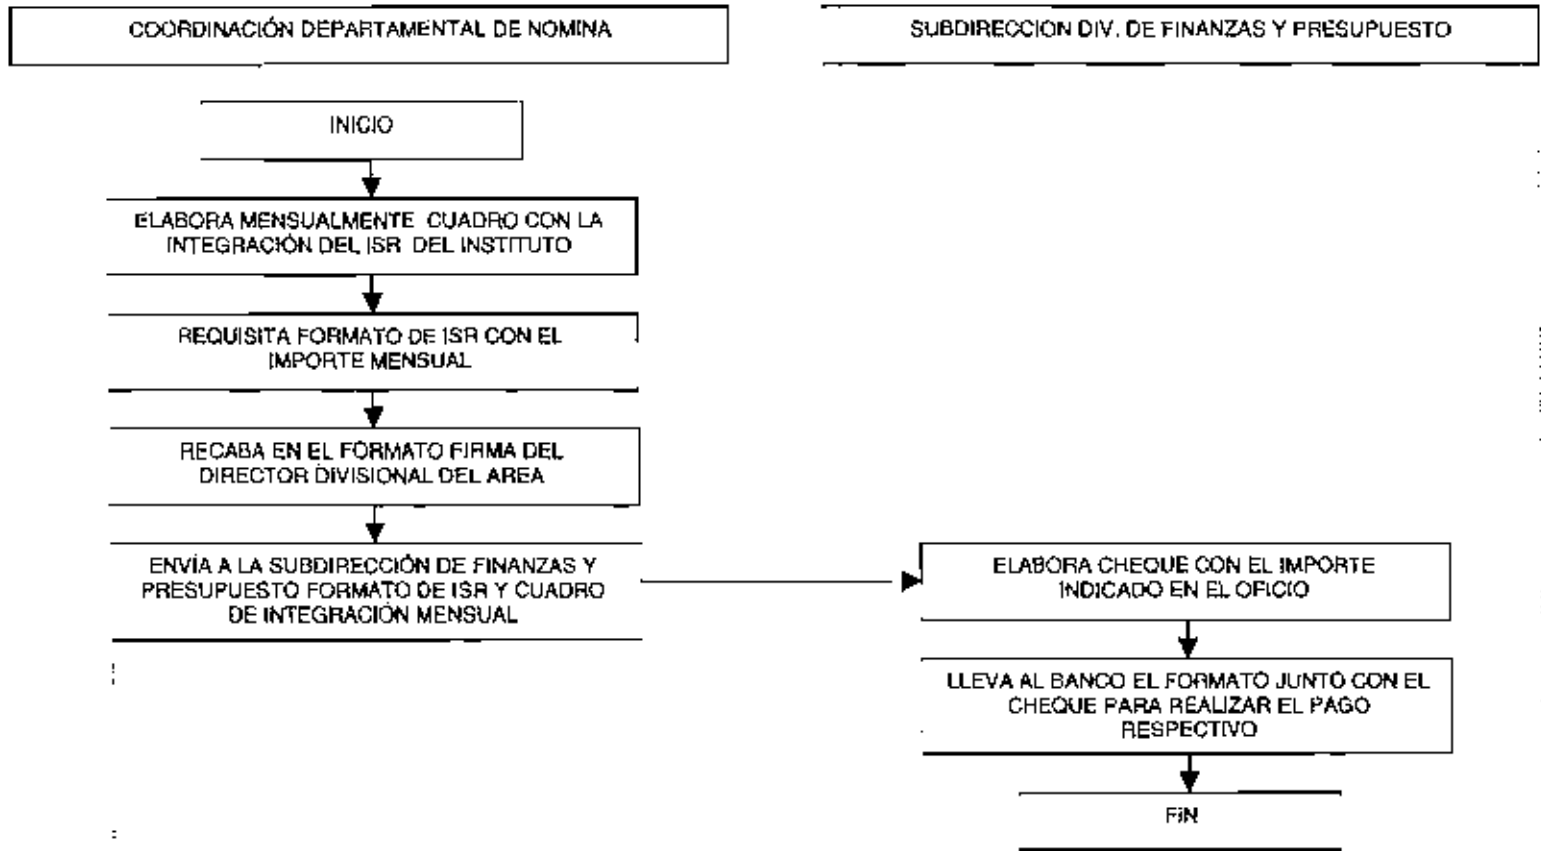 COORDINACIÓN DEPARTAMENTAL DE NOMINA
SUBDIRECCION DIV. DE FINANZAS Y PRESUPUESTO
INICIO
ELABORA MENSUALMENTE CUADRO CON LA
INTEGRACIÓN DEL ISR DEL INSTITUTO
REQUISITA FORMATO DE ISR CON EL
IMPORTE MENSUAL
RECABA EN EL FORMATO FIRMA DEL
DIRECTOR DIVISIONAL DEL AREA
ENVÍA A LA SUBDIRECCIÓN DE FINANZAS Y
PRESUPUESTO FORMATO DE ISR Y CUADRO
DE INTEGRACIÓN MENSUAL
ELABORA CHEQUE CON EL IMPORTE
INDICADO EN EL OFICIO
LLEVA AL BANCO EL FORMATO JUNTO CON EL
CHEQUE PARA REALIZAR EL PAGO
RESPECTIVO
FIN